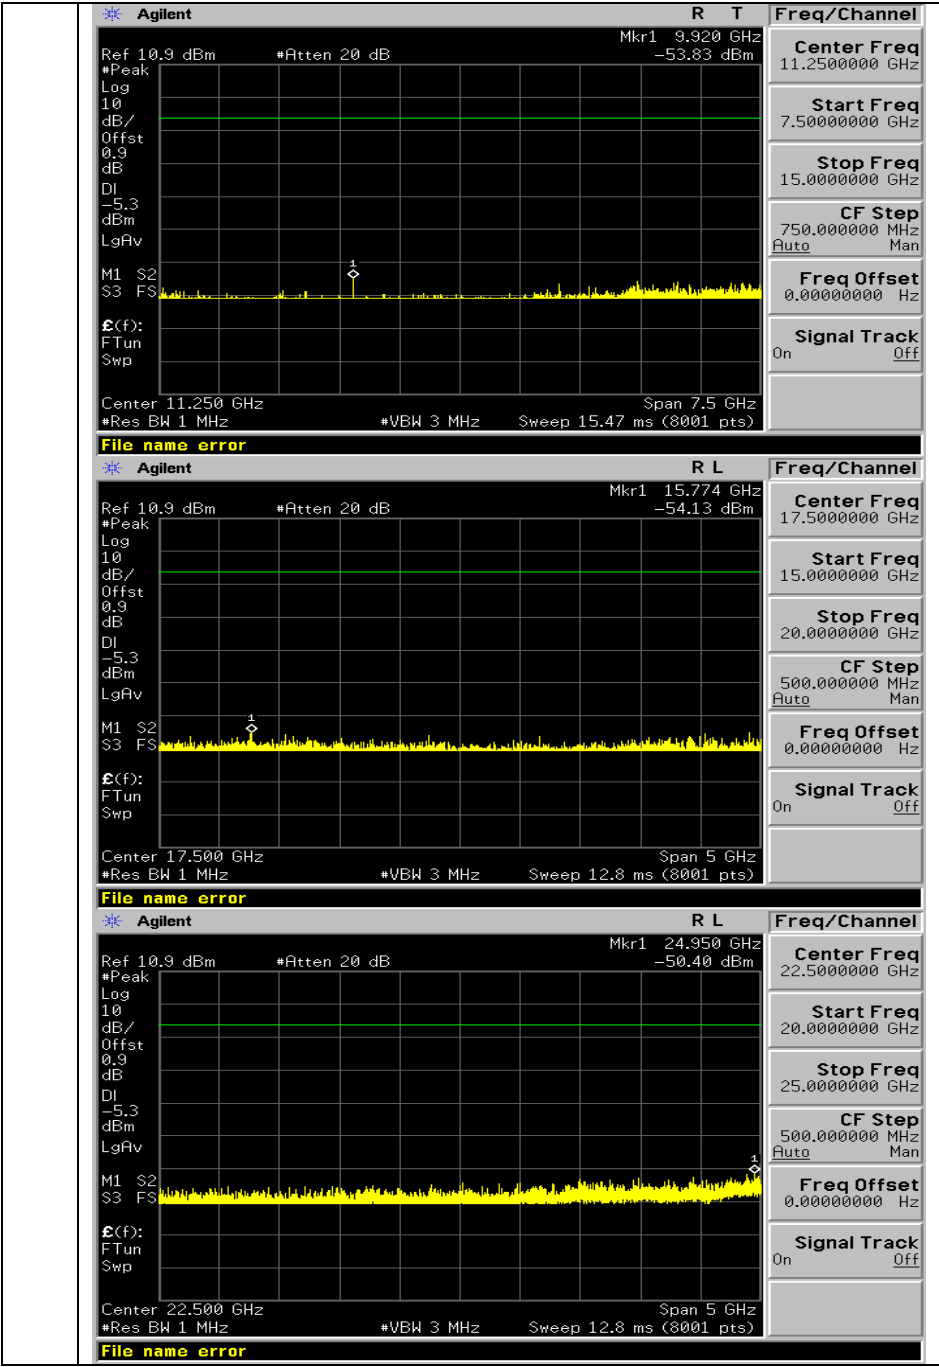 Agilent R T Freq/Channel
Mkr1 9.920 GHz
Ref 10.9 dBm #Atten 20 dB -53.83 dBm
#Peak
Log
10
dB/
Offst
0.9
dB
DI
-5.3
dBm
LgAv
1
M1 S2
S3 FS
£(f):
FTun
Swp
Center 11.250 GHz Span 7.5 GHz
#Res BW 1 MHz #VBW 3 MHz Sweep 15.47 ms (8001 pts)
Center Freq
11.2500000 GHz
Start Freq
7.50000000 GHz
Stop Freq
15.0000000 GHz
CF Step
750.000000 MHz
Auto Man
Freq Offset
0.00000000 Hz
Signal Track
On Off
File name error
Agilent R L Freq/Channel
Mkr1 15.774 GHz
Ref 10.9 dBm #Atten 20 dB -54.13 dBm
#Peak
Log
10
dB/
Offst
0.9
dB
DI
-5.3
dBm
LgAv
1
M1 S2
S3 FS
£(f):
FTun
Swp
Center 17.500 GHz Span 5 GHz
#Res BW 1 MHz #VBW 3 MHz Sweep 12.8 ms (8001 pts)
Center Freq
17.5000000 GHz
Start Freq
15.0000000 GHz
Stop Freq
20.0000000 GHz
CF Step
500.000000 MHz
Auto Man
Freq Offset
0.00000000 Hz
Signal Track
On Off
File name error
Agilent R L Freq/Channel
Mkr1 24.950 GHz
Ref 10.9 dBm #Atten 20 dB -50.40 dBm
#Peak
Log
10
dB/
Offst
0.9
dB
DI
-5.3
dBm
LgAv
1
M1 S2
S3 FS
£(f):
FTun
Swp
Center 22.500 GHz Span 5 GHz
#Res BW 1 MHz #VBW 3 MHz Sweep 12.8 ms (8001 pts)
Center Freq
22.5000000 GHz
Start Freq
20.0000000 GHz
Stop Freq
25.0000000 GHz
CF Step
500.000000 MHz
Auto Man
Freq Offset
0.00000000 Hz
Signal Track
On Off
File name error